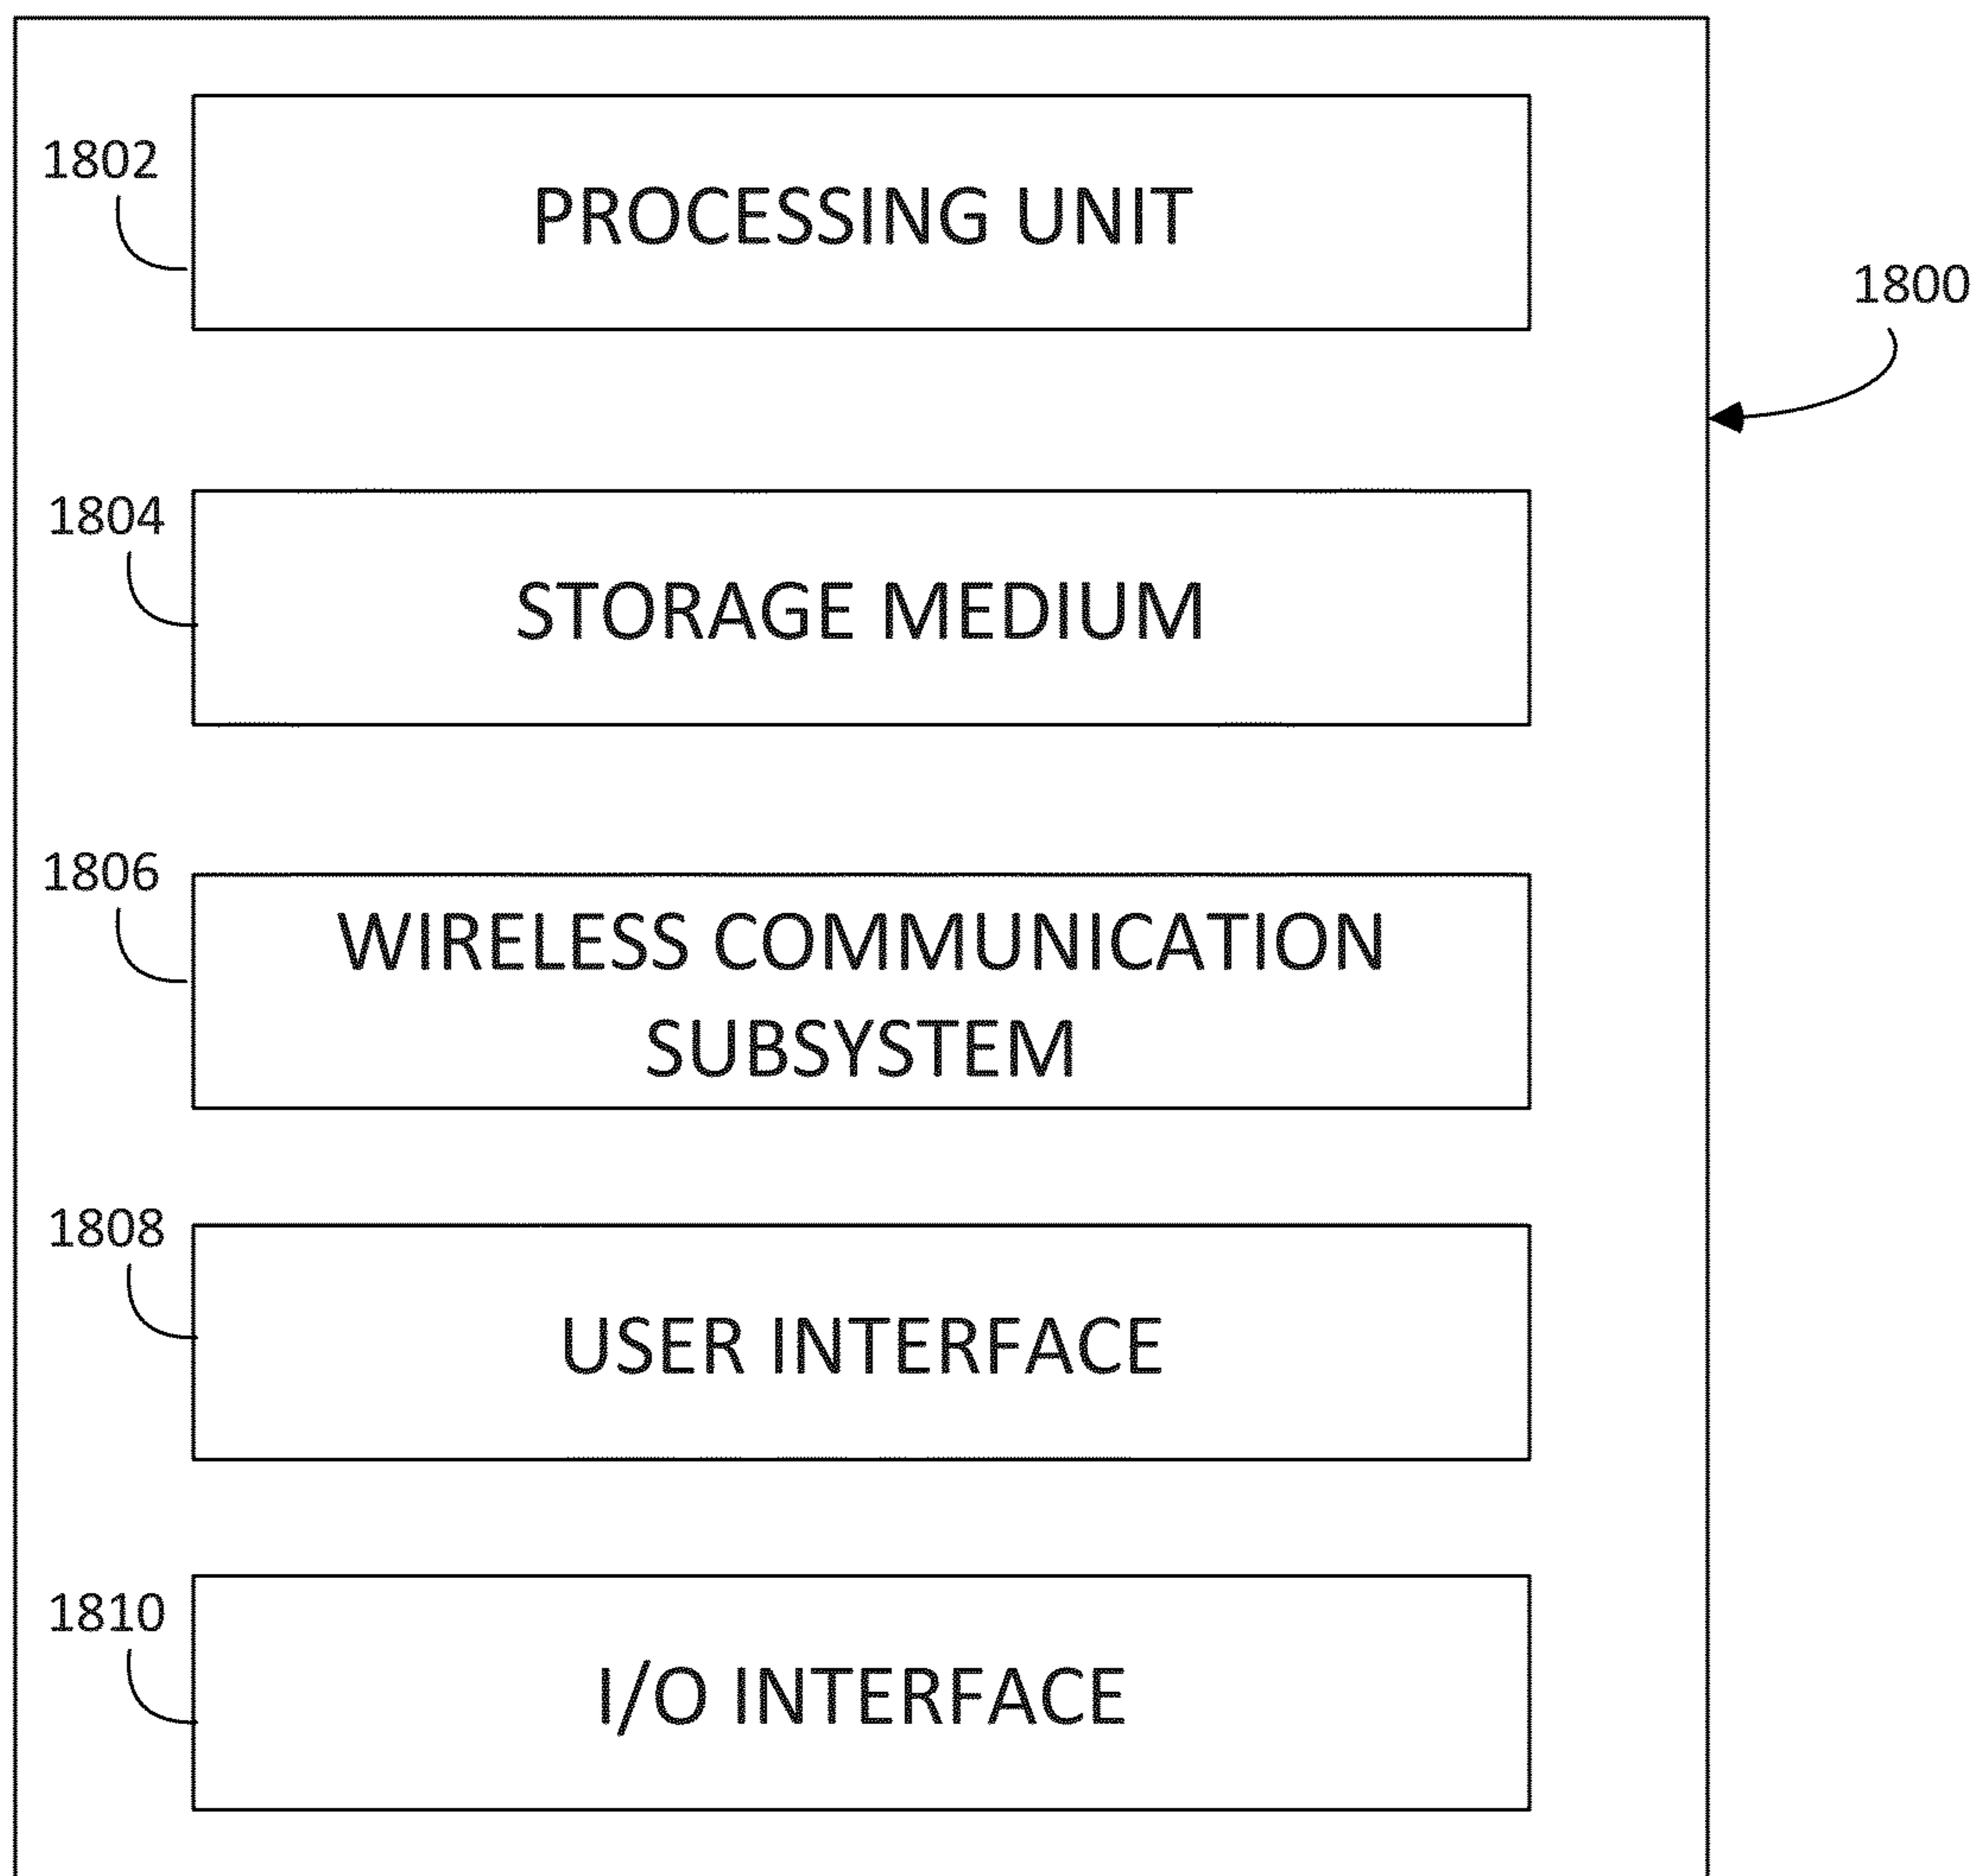 1802
PROCESSING UNIT
1800
1804
STORAGE MEDIUM
1806
WIRELESS COMMUNICATION
SUBSYSTEM
1808
USER INTERFACE
1810
I/O INTERFACE